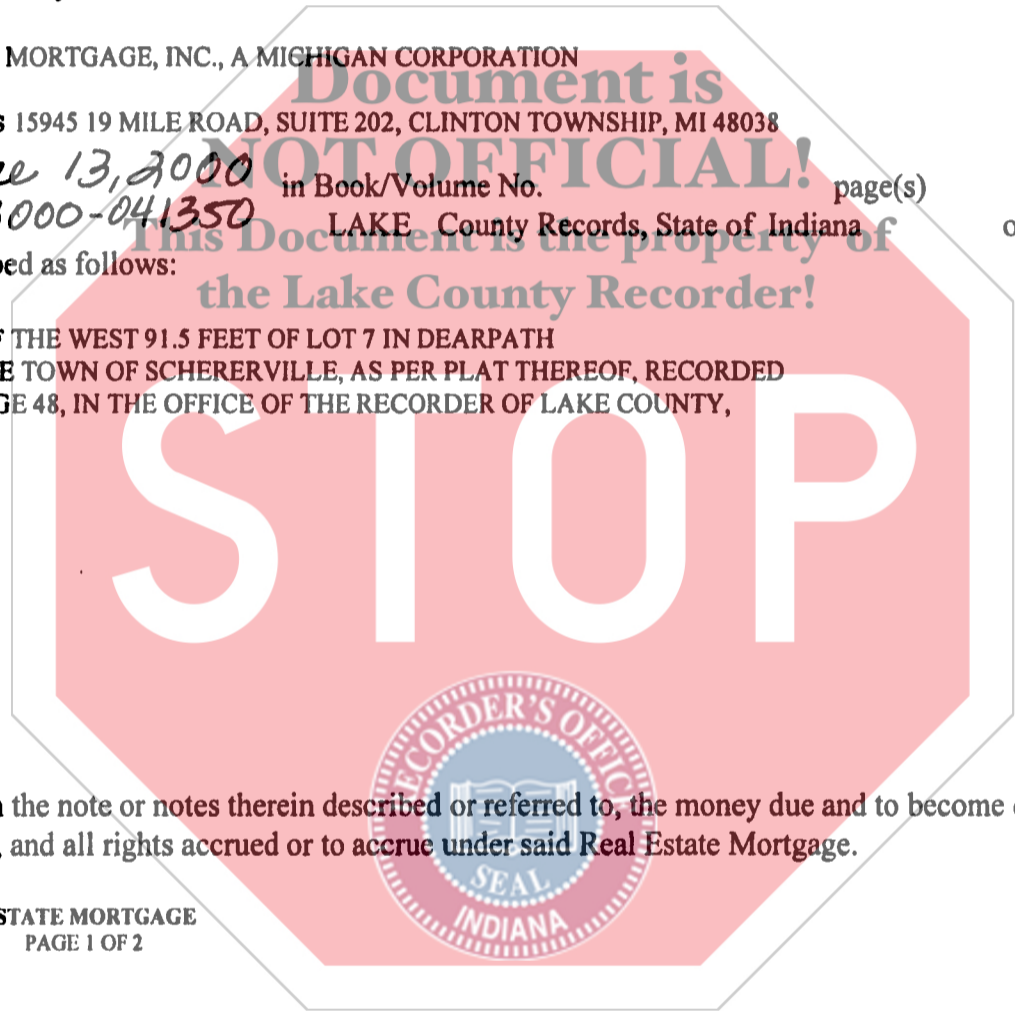 MORTGAGE, INC., A MICHIGAN CORPORATION
Document is
15945 19 MILE ROAD, SUITE 202, CLINTON TOWNSHIP, MI 48038
NOT OFFICIAL!
13,2000 in Book/Volume No. page(s)
000-041350 LAKE County Records, State of Indiana
This Document is the property of
as follows:
the Lake County Recorder!
THE WEST 91.5 FEET OF LOT 7 IN DEARPATH
TOWN OF SCHERERVILLE, AS PER PLAT THEREOF, RECORDED
48, IN THE OFFICE OF THE RECORDER OF LAKE COUNTY,
STOP
RECORDER'S OFFICE
the note or notes therein described or referred to, the money due and to become
and all rights accrued or to accrue under said Real Estate Mortgage.
SEAL
INDIANA
STATE MORTGAGE
PAGE 1 OF 2